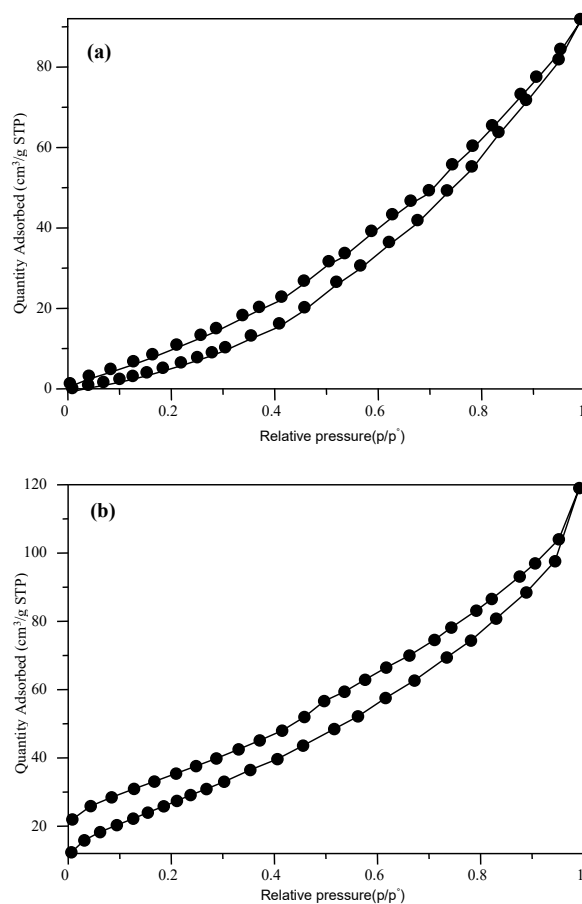 (a)
80
60
40
20
0
Quantity Adsorbed (cm³/g STP)
0 0.2 0.4 0.6 0.8 1
Relative pressure(p/p°)
(b)
120
100
80
60
40
20
Quantity Adsorbed (cm³/g STP)
0 0.2 0.4 0.6 0.8 1
Relative pressure(p/p°)